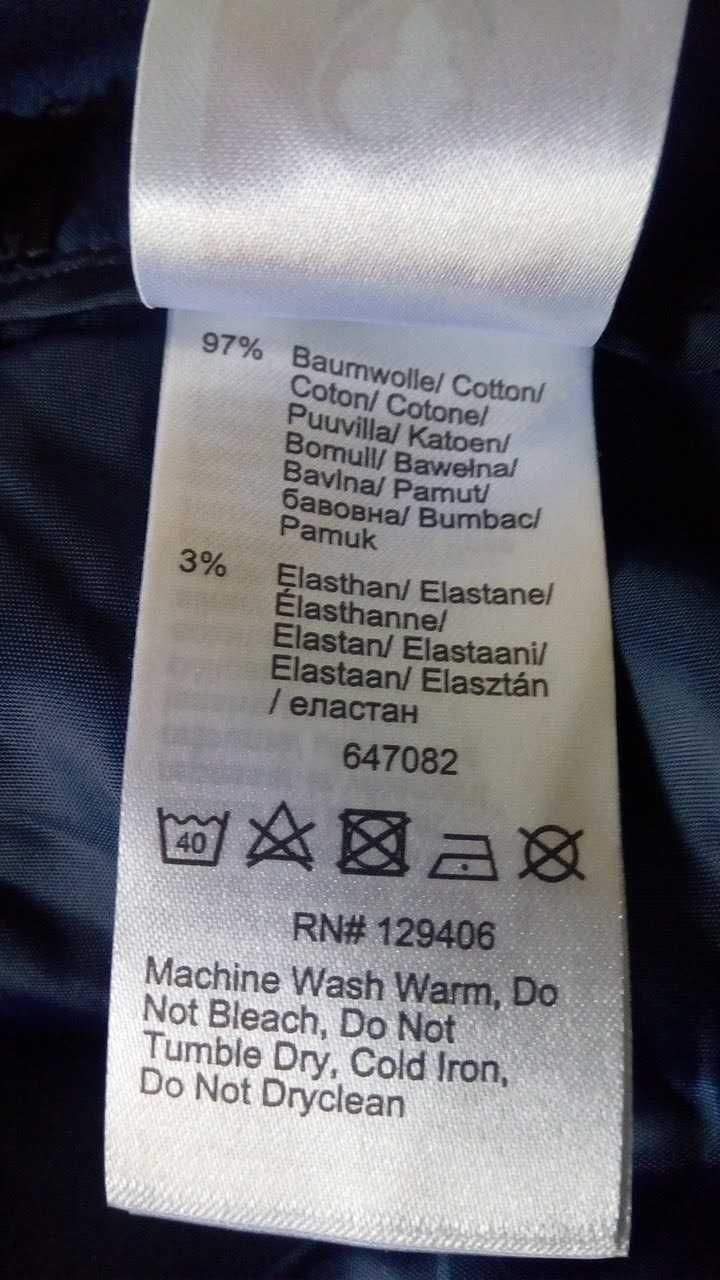 97% Baumwolle/ Cotton/
Coton/ Cotone/
Puuvilla/ Katoen/
Bomull/ Bawełna/
Bavlna/ Pamut/
бавовна/ Bumbac/
Pamuk
3% Elasthan/ Elastane/
Élasthanne/
Elastan/ Elastaani/
Elastaan/ Elasztán
/ еластан
647082
40
RN# 129406
Machine Wash Warm, Do
Not Bleach, Do Not
Tumble Dry, Cold Iron,
Do Not Dryclean